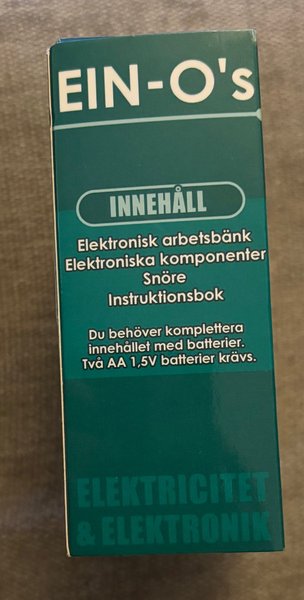 EIN-O's
INNEHÅLL
Elektronisk arbetsbänk
Elektroniska komponenter
Snöre
Instruktionsbok
Du behöver komplettera
innehållet med batterier.
Två AA 1,5V batterier krävs.
ELEKTRICITET
& ELEKTRONIK